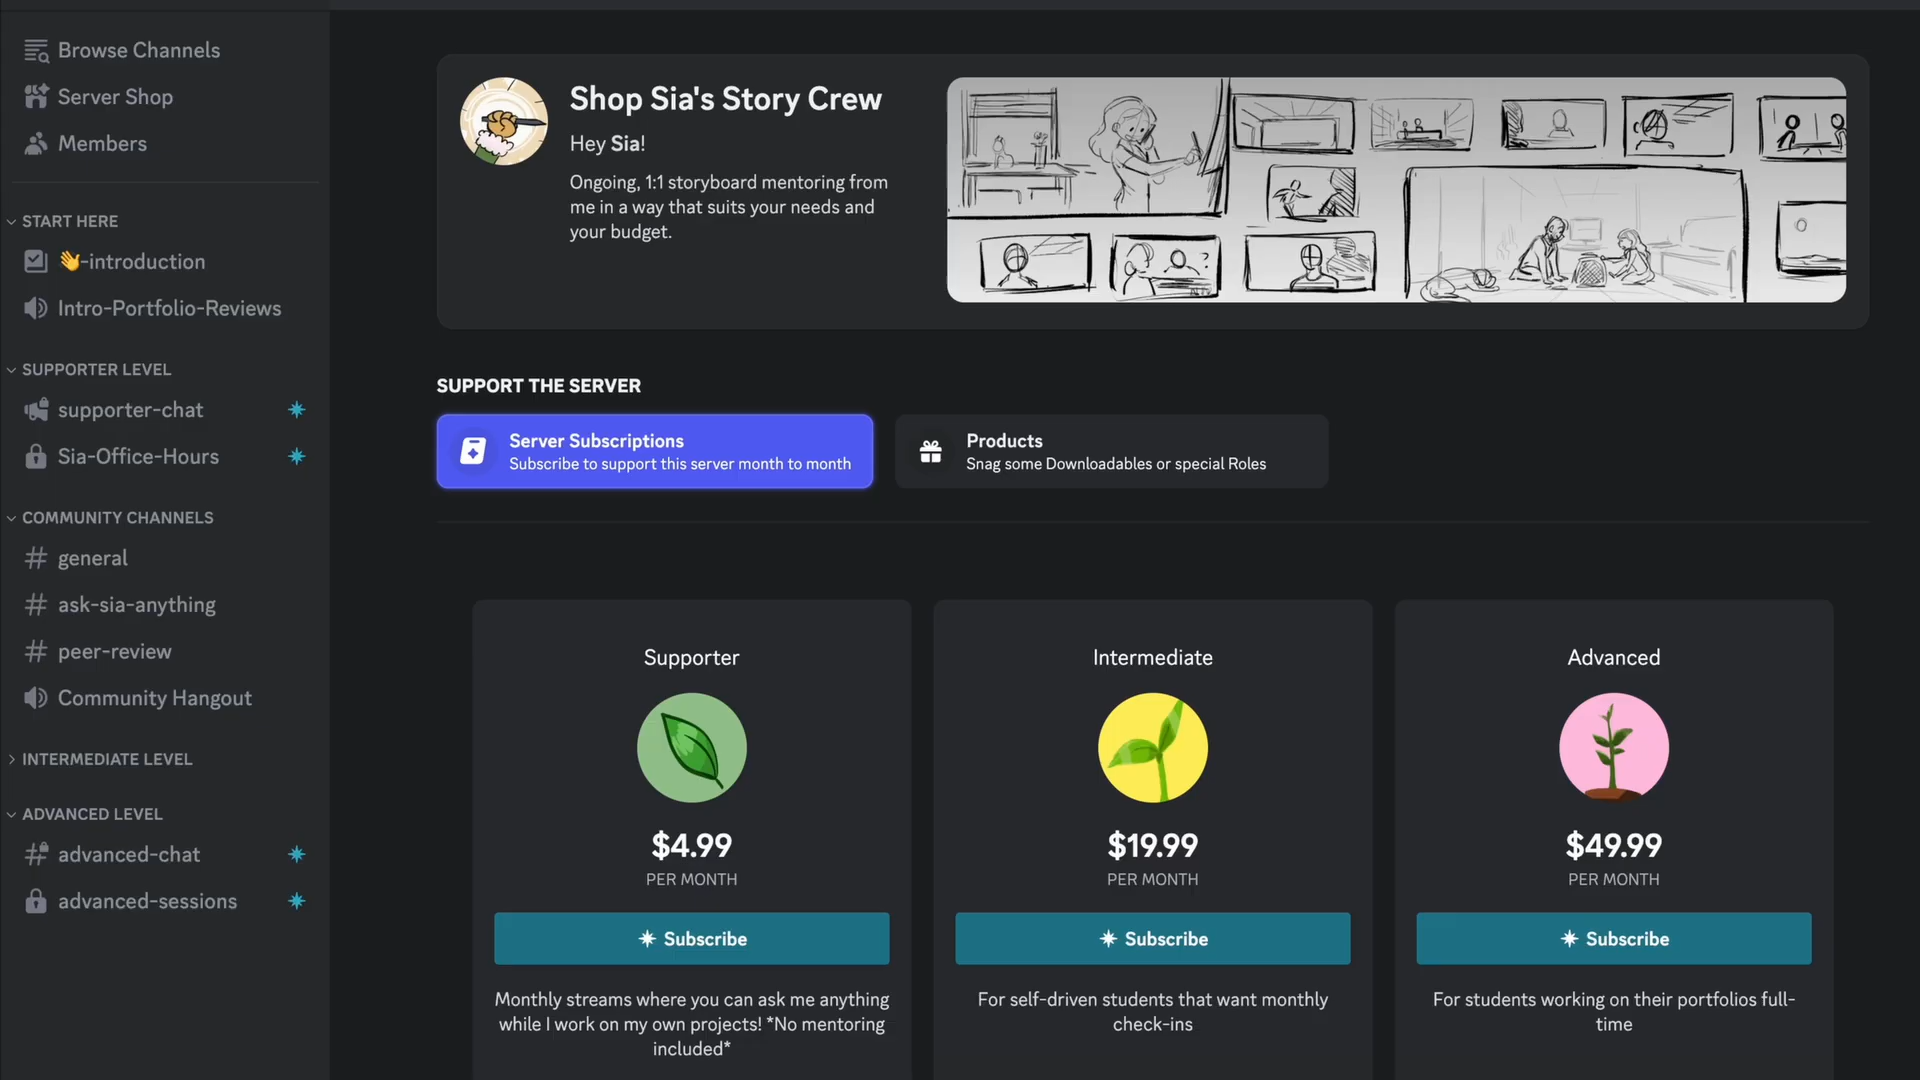 Browse Channels
Server Shop
Members
START HERE
👋-introduction
Intro-Portfolio-Reviews
SUPPORTER LEVEL
supporter-chat
Sia-Office-Hours
COMMUNITY CHANNELS
general
ask-sia-anything
peer-review
Community Hangout
INTERMEDIATE LEVEL
ADVANCED LEVEL
advanced-chat
advanced-sessions
Shop Sia's Story Crew
Hey Sia!
Ongoing, 1:1 storyboard mentoring from
me in a way that suits your needs and
your budget.
SUPPORT THE SERVER
Server Subscriptions
Subscribe to support this server month to month
Products
Snag some Downloadables or special Roles
Supporter
$4.99
PER MONTH
Subscribe
Monthly streams where you can ask me anything
while I work on my own projects! *No mentoring
included*
Intermediate
$19.99
PER MONTH
Subscribe
For self-driven students that want monthly
check-ins
Advanced
$49.99
PER MONTH
Subscribe
For students working on their portfolios full-
time